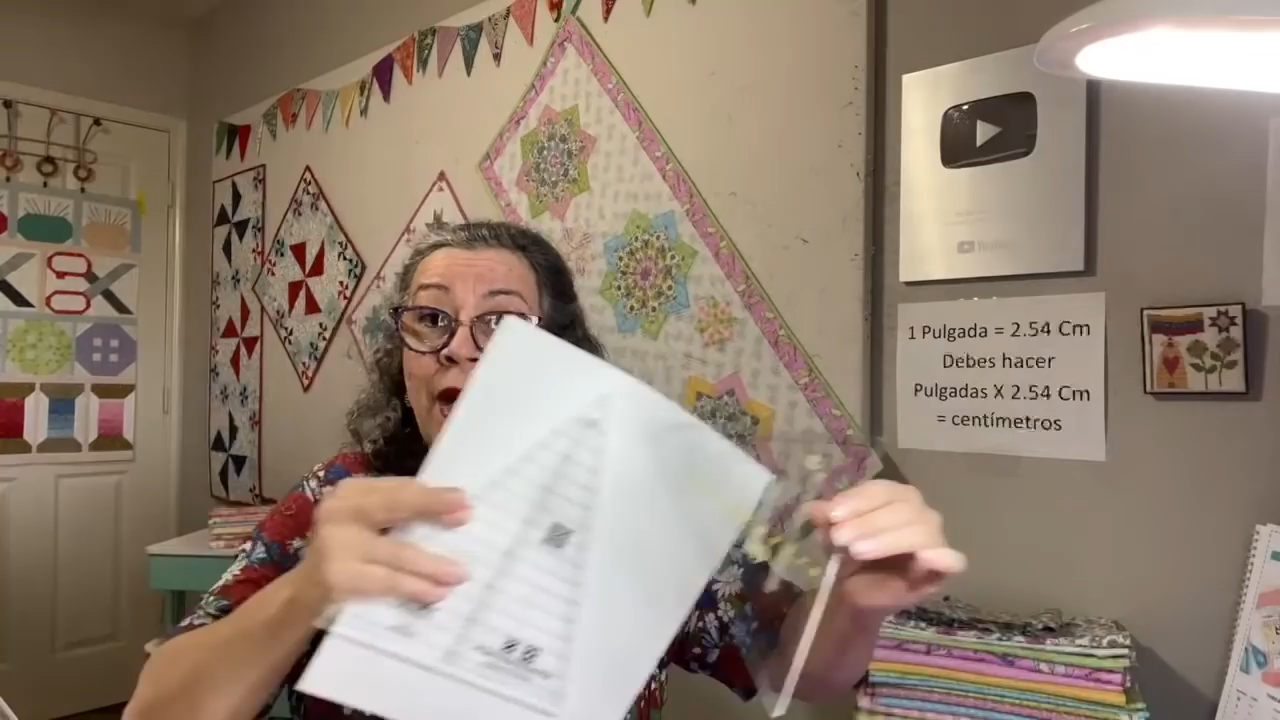 1 Pulgada = 2.54 Cm
Debes hacer
Pulgadas X 2.54 Cm
= centímetros